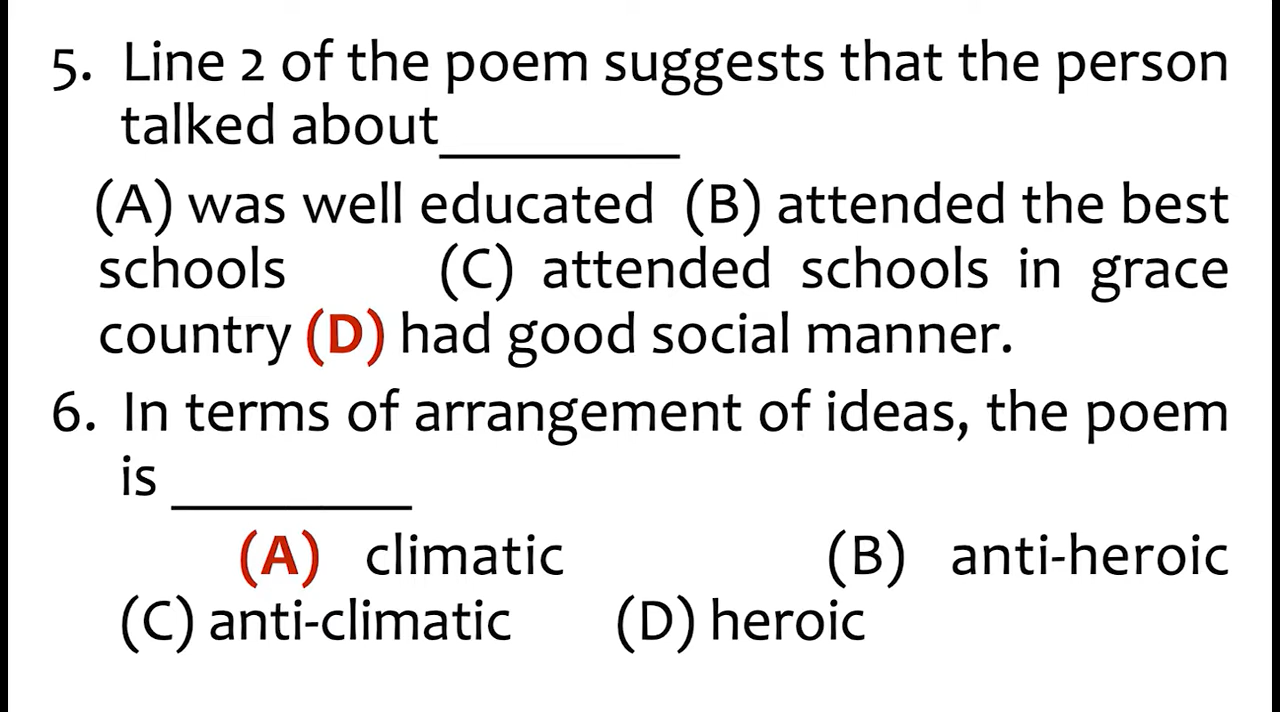 5. Line 2 of the poem suggests that the person
talked about_________
(A) was well educated (B) attended the best
schools (C) attended schools in grace
country (D) had good social manner.
6. In terms of arrangement of ideas, the poem
is _________
(A) climatic (B) anti-heroic
(C) anti-climatic (D) heroic